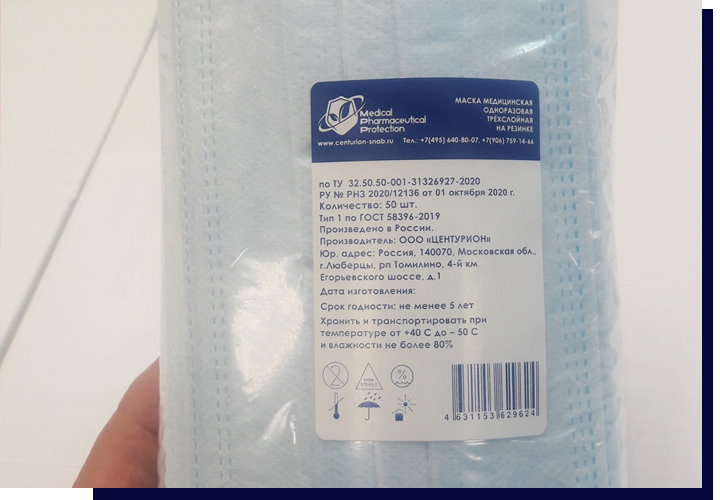 Medical
Pharmaceutical
Protection
МАСКА МЕДИЦИНСКАЯ
ОДНОРАЗОВАЯ
ТРЁХСЛОЙНАЯ
НА РЕЗИНКЕ
www.centurion-snab.ru Тел.: +7(495) 640-80-07, +7(906) 759-14-66
по ТУ 32.50.50-001-31326927-2020
РУ № РНЗ 2020/12136 от 01 октября 2020 г.
Количество: 50 шт.
Тип 1 по ГОСТ 58396-2019
Произведено в России.
Производитель: ООО «ЦЕНТУРИОН»
Юр. адрес: Россия, 140070, Московская обл.,
г.Люберцы, рп Томилино, 4-й км
Егорьевского шоссе, д.1
Дата изготовления:
Срок годности: не менее 5 лет
Хранить и транспортировать при
температуре от +40 С до – 50 С
и влажности не более 80%
2
NON
STERILE
%
4 631153 629624